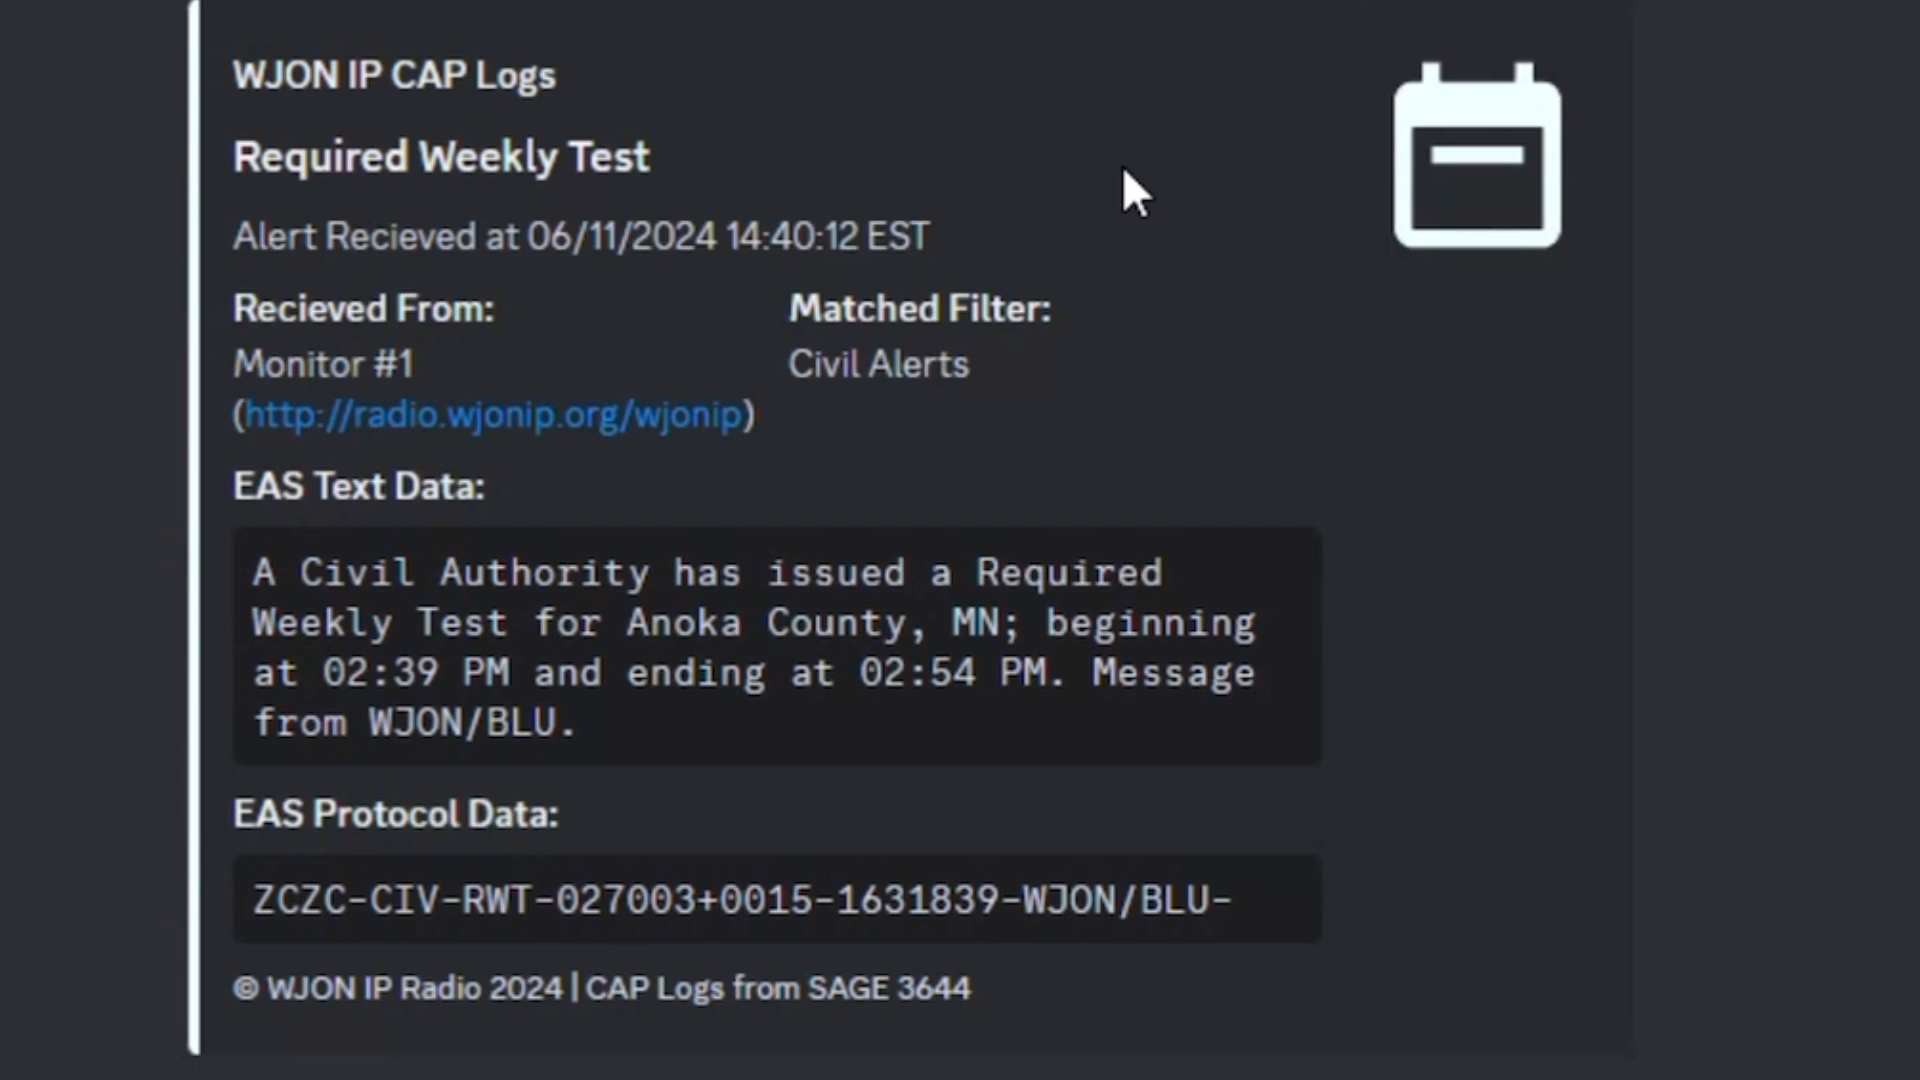 WJON IP CAP Logs
Required Weekly Test
Alert Recieved at 06/11/2024 14:40:12 EST
Recieved From:
Monitor #1
(http://radio.wjonip.org/wjonip)
Matched Filter:
Civil Alerts
EAS Text Data:
A Civil Authority has issued a Required
Weekly Test for Anoka County, MN; beginning
at 02:39 PM and ending at 02:54 PM. Message
from WJON/BLU.
EAS Protocol Data:
ZCZC-CIV-RWT-027003+0015-1631839-WJON/BLU-
© WJON IP Radio 2024 | CAP Logs from SAGE 3644